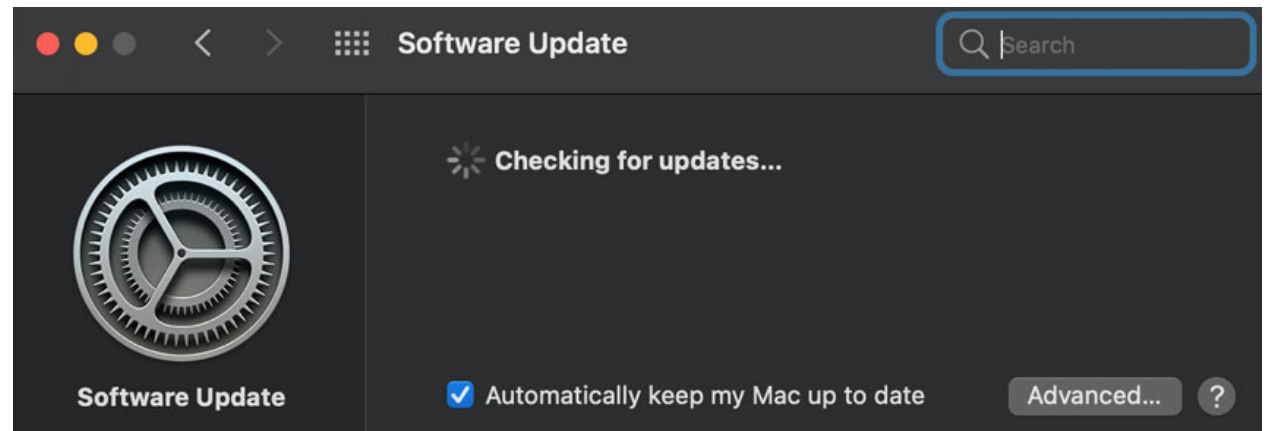 Software Update
Search
Checking for updates...
Software Update
Automatically keep my Mac up to date
Advanced...
?